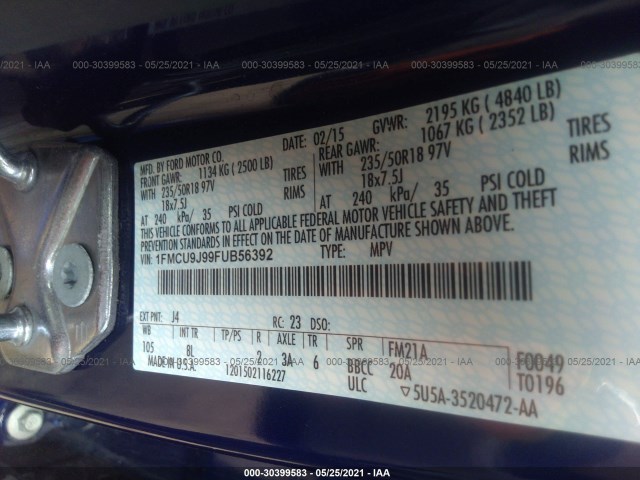 000-30399583 - 05/25/2021 - IAA
MFD. BY FORD MOTOR CO.
DATE: 02/15 GVWR: 2195 KG ( 4840 LB)
FRONT GAWR: 1134 KG ( 2500 LB)
REAR GAWR: 1067 KG ( 2352 LB)
WITH 235/50R18 97V TIRES
WITH 235/50R18 97V TIRES
18x7.5J RIMS
18x7.5J RIMS
AT 240 kPa/ 35 PSI COLD
AT 240 kPa/ 35 PSI COLD
THIS VEHICLE CONFORMS TO ALL APPLICABLE FEDERAL MOTOR VEHICLE SAFETY AND THEFT
PREVENTION STANDARDS IN EFFECT ON THE DATE OF MANUFACTURE SHOWN ABOVE.
VIN: 1FMCU9J99FUB56392 TYPE: MPV
EXT PNT: J4 RC: 23 DSO:
WB INT TR TP/PS R AXLE TR SPR
105 8L 2 3A 6 BBCC FM21A F0049
MADE IN U.S.A. 1201502116227 ULC 20A T0196
5U5A-3520472-AA
000-30399583 - 05/25/2021 - IAA